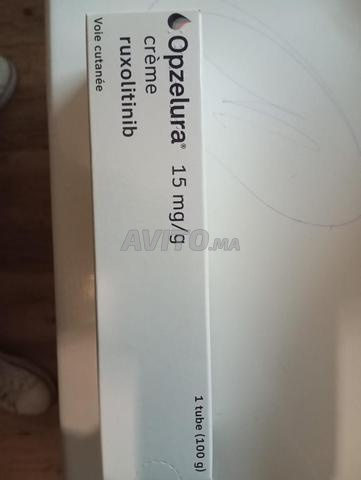 Opzelura® 15 mg/g
crème
ruxolitinib
Voie cutanée
1 tube (100 g)
AVITO.MA